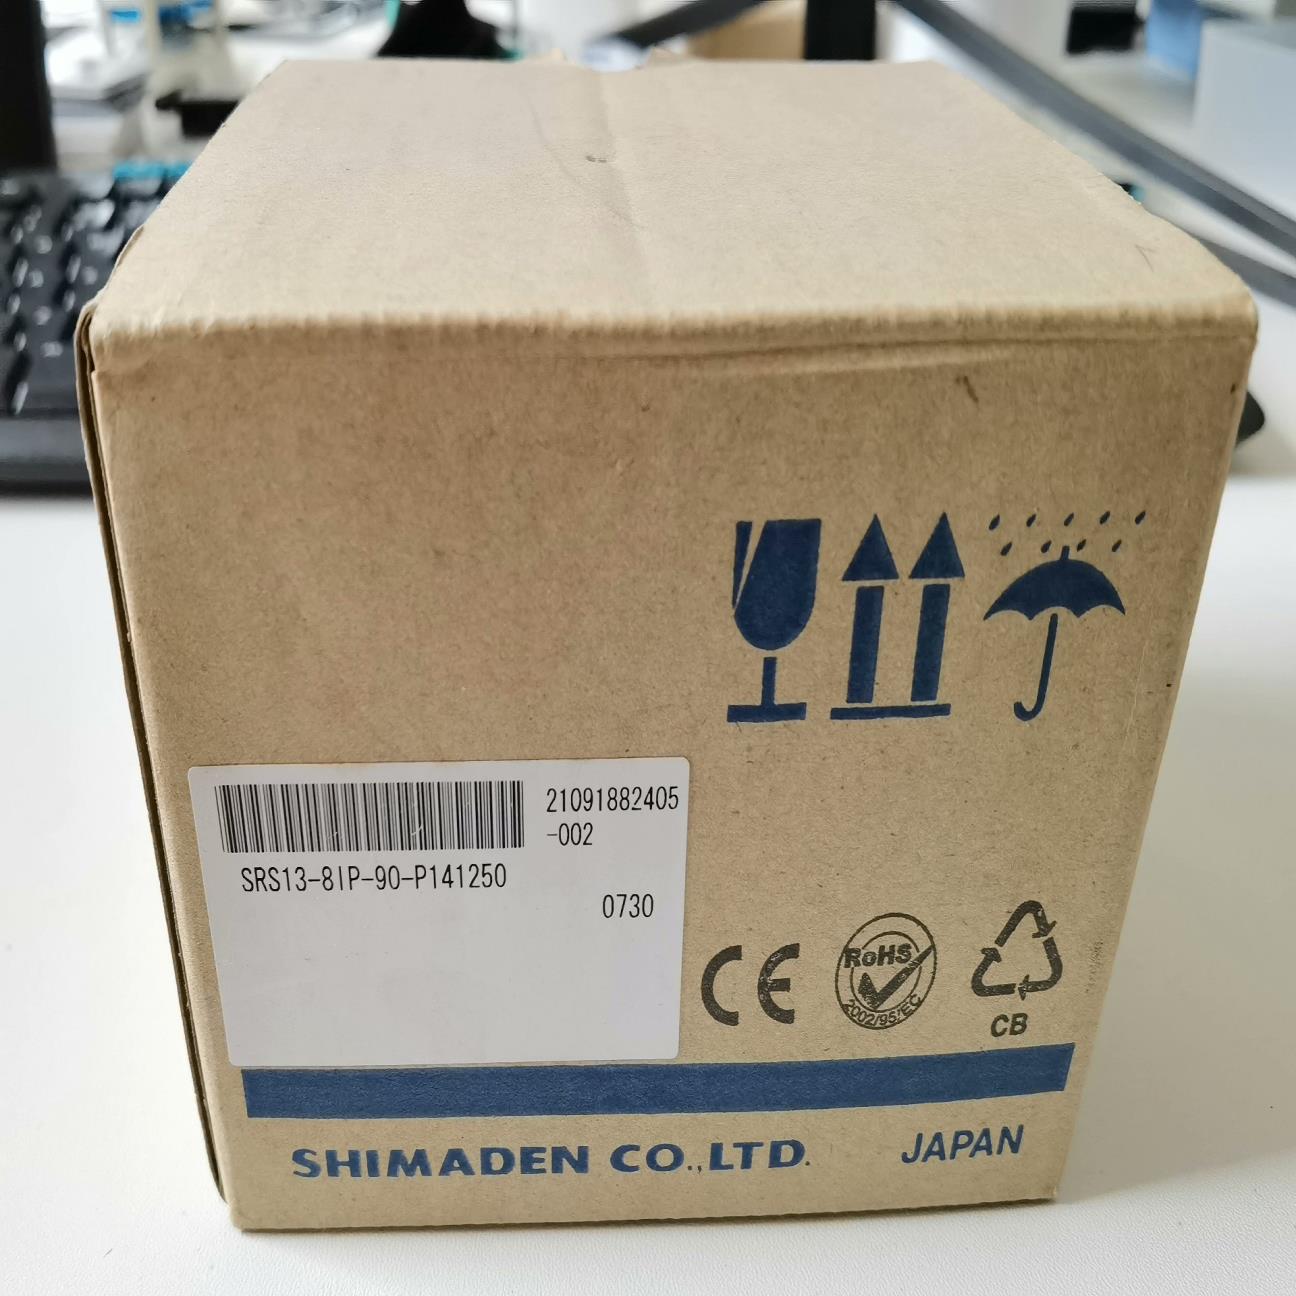 21091882405
-002
SRS13-8IP-90-P141250
0730
CE
RoHS
2002/95/EC
CB
SHIMADEN CO.,LTD.
JAPAN